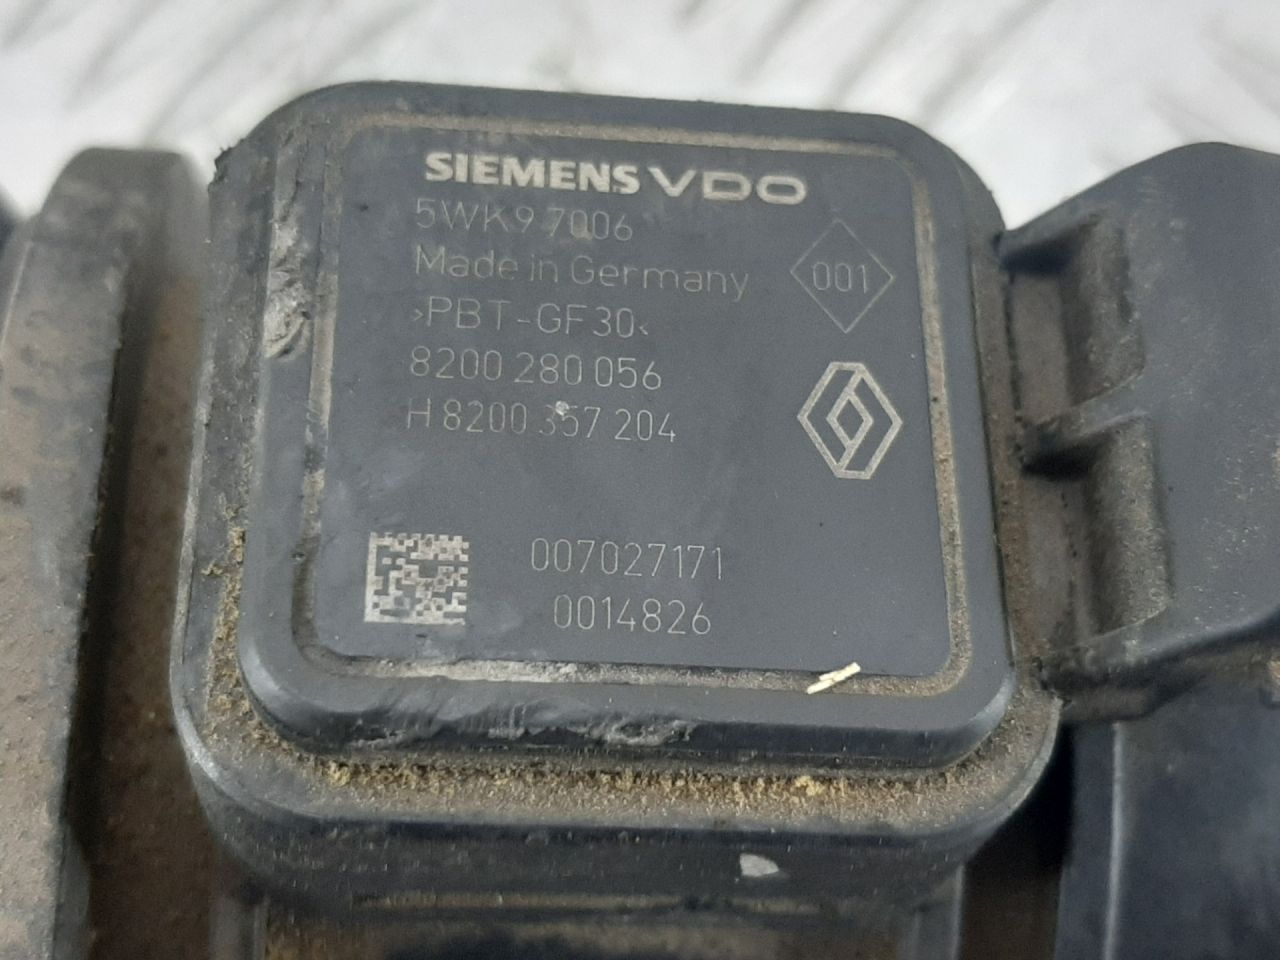 SIEMENS VDO
5WK9 7006
Made in Germany
001
>PBT-GF30<
8200 280 056
H 8200 357 204
007027171
0014826